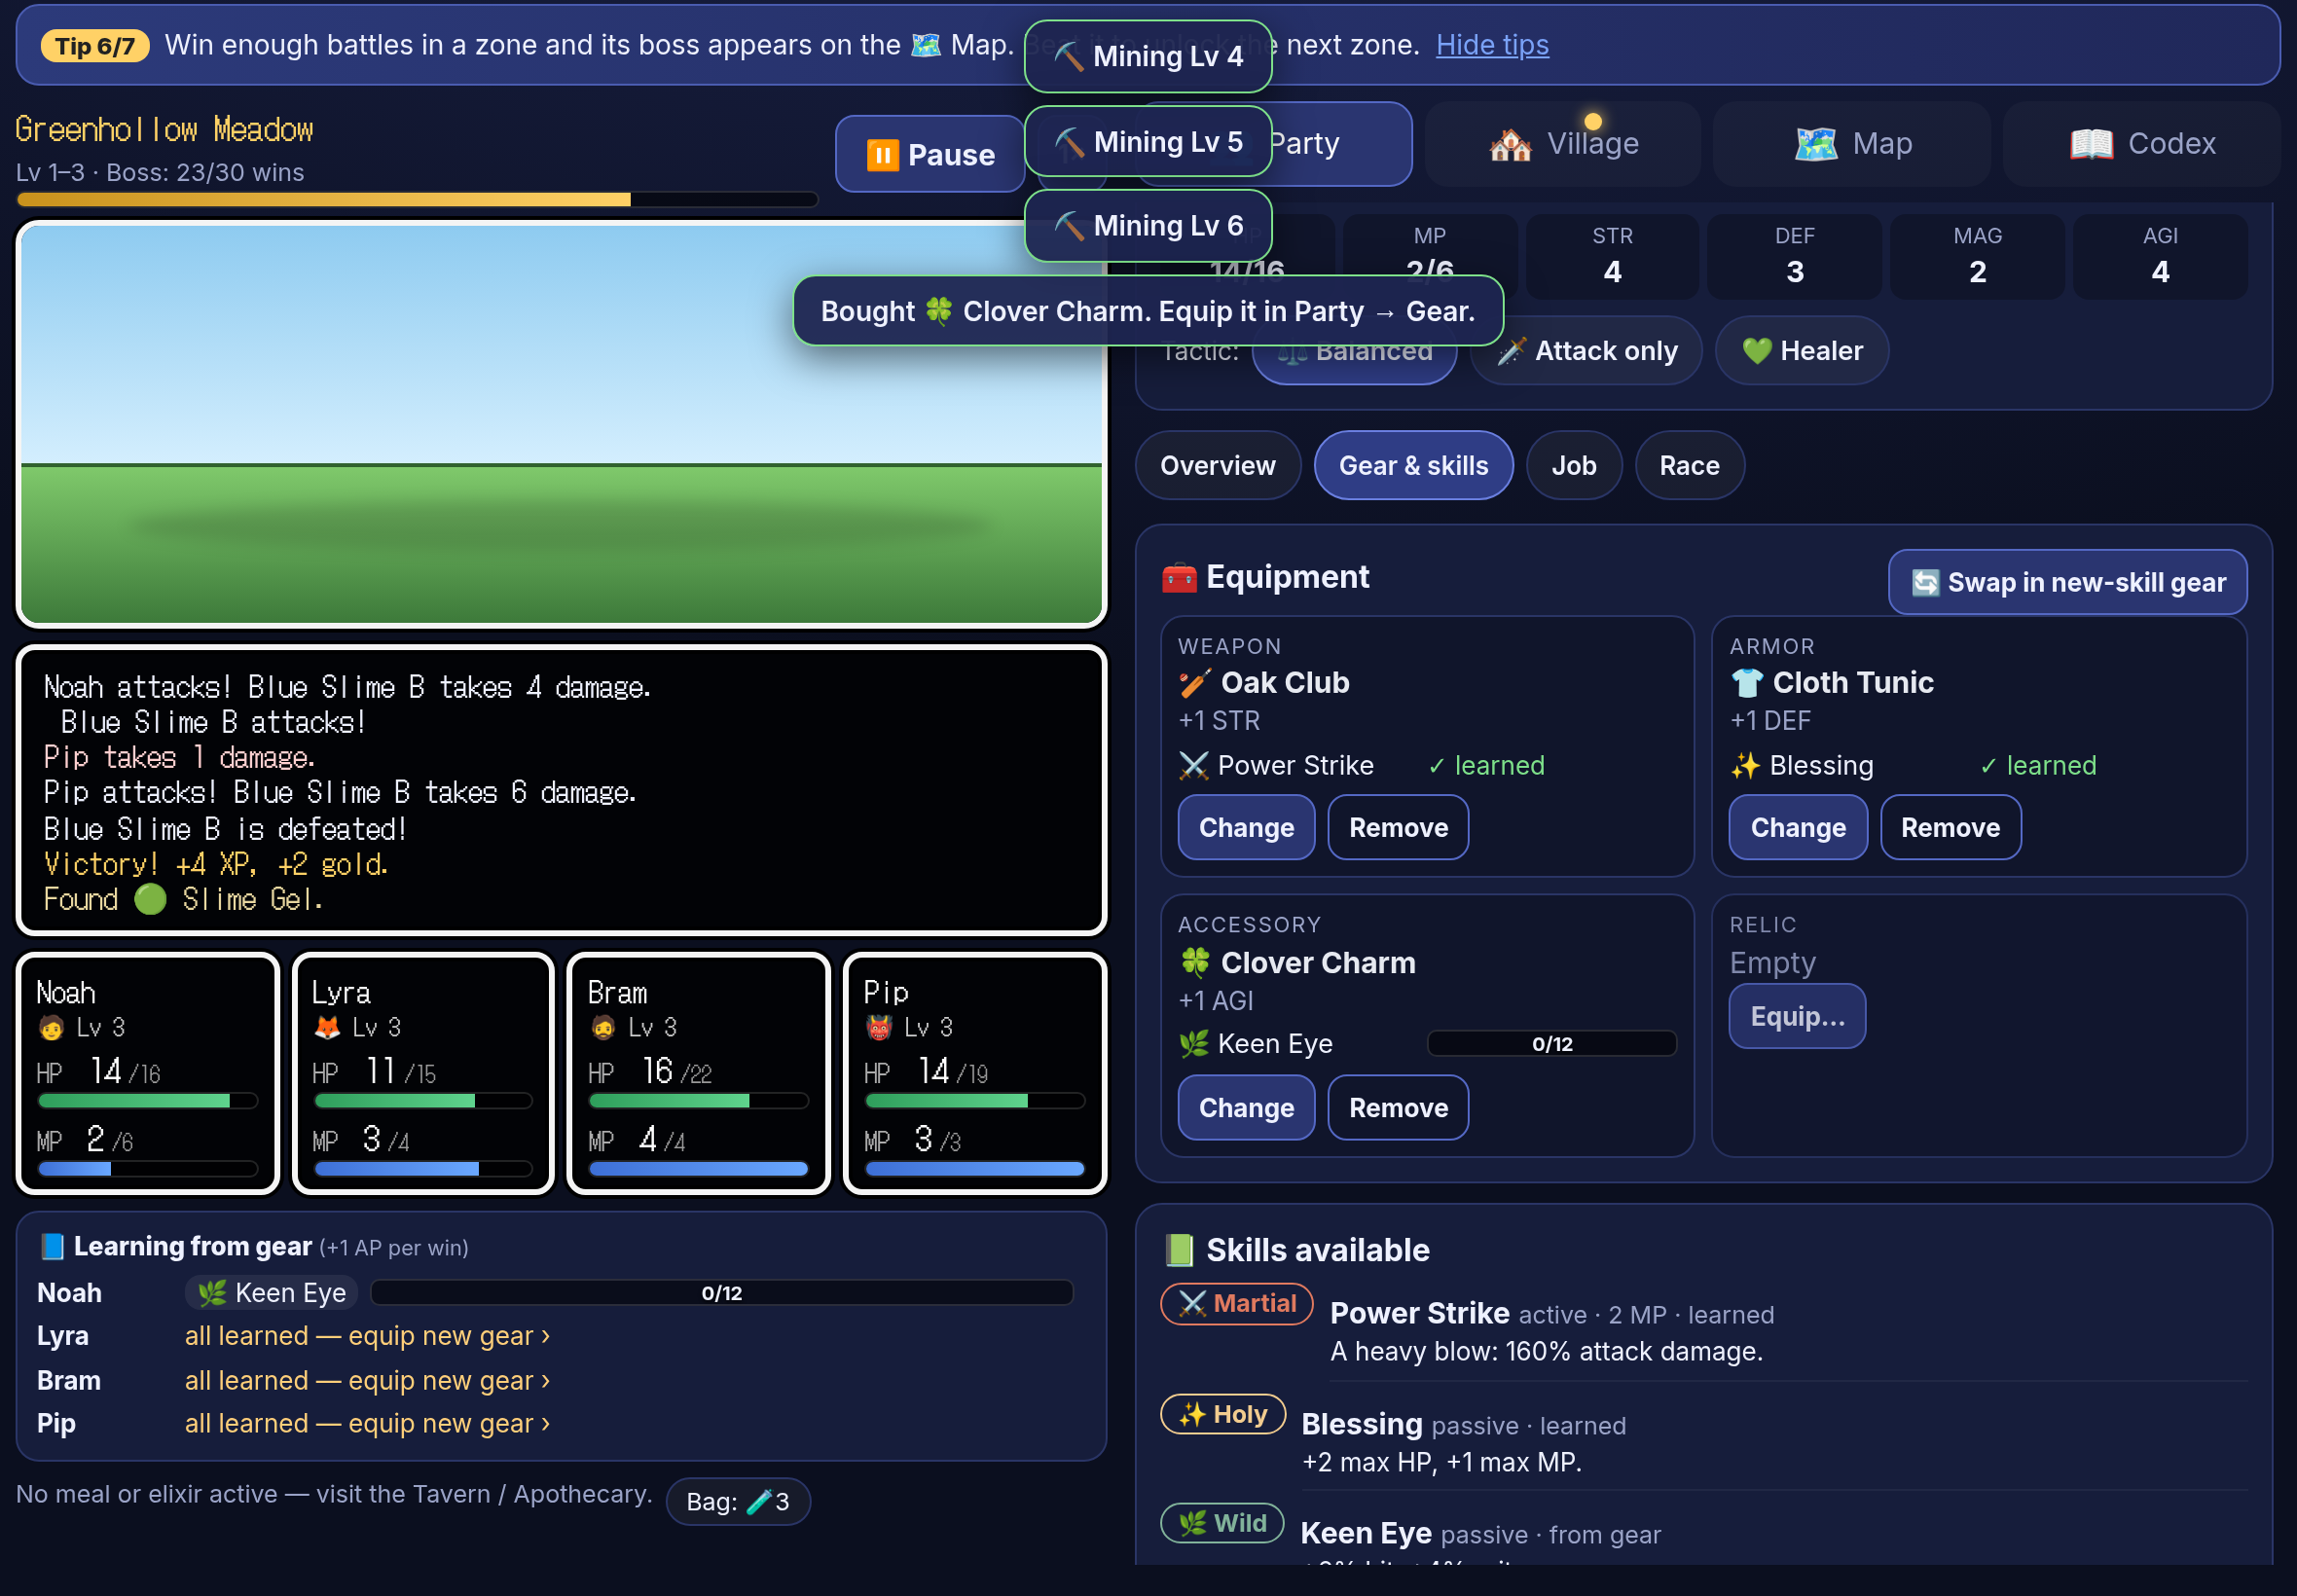 Tip 6/7 Win enough battles in a zone and its boss appears on the 🗺️ Map. Beat it to unlock the next zone. Hide tips
⛏️ Mining Lv 4
⛏️ Mining Lv 5
⛏️ Mining Lv 6
Bought 🍀 Clover Charm. Equip it in Party → Gear.
Greenhollow Meadow
Lv 1–3 · Boss: 23/30 wins
⏸️ Pause
Party
🏘️ Village
🗺️ Map
📖 Codex
HP MP STR DEF MAG AGI
14/16 2/6 4 3 2 4
Tactic: ⚖️ Balanced 🗡️ Attack only 💚 Healer
Overview Gear & skills Job Race
Noah attacks! Blue Slime B takes 4 damage.
Blue Slime B attacks!
Pip takes 1 damage.
Pip attacks! Blue Slime B takes 6 damage.
Blue Slime B is defeated!
Victory! +4 XP, +2 gold.
Found 🟢 Slime Gel.
Noah
🧑 Lv 3
HP 14/16
MP 2/6
Lyra
🦊 Lv 3
HP 11/15
MP 3/4
Bram
🧔 Lv 3
HP 16/22
MP 4/4
Pip
👹 Lv 3
HP 14/19
MP 3/3
📘 Learning from gear (+1 AP per win)
Noah 🌿 Keen Eye 0/12
Lyra all learned — equip new gear ›
Bram all learned — equip new gear ›
Pip all learned — equip new gear ›
No meal or elixir active — visit the Tavern / Apothecary. Bag: 🧪3
🧰 Equipment
🔄 Swap in new-skill gear
WEAPON
🏏 Oak Club
+1 STR
⚔️ Power Strike ✓ learned
Change Remove
ARMOR
👕 Cloth Tunic
+1 DEF
✨ Blessing ✓ learned
Change Remove
ACCESSORY
🍀 Clover Charm
+1 AGI
🌿 Keen Eye 0/12
Change Remove
RELIC
Empty
Equip…
📗 Skills available
⚔️ Martial Power Strike active · 2 MP · learned
A heavy blow: 160% attack damage.
✨ Holy Blessing passive · learned
+2 max HP, +1 max MP.
🌿 Wild Keen Eye passive · from gear